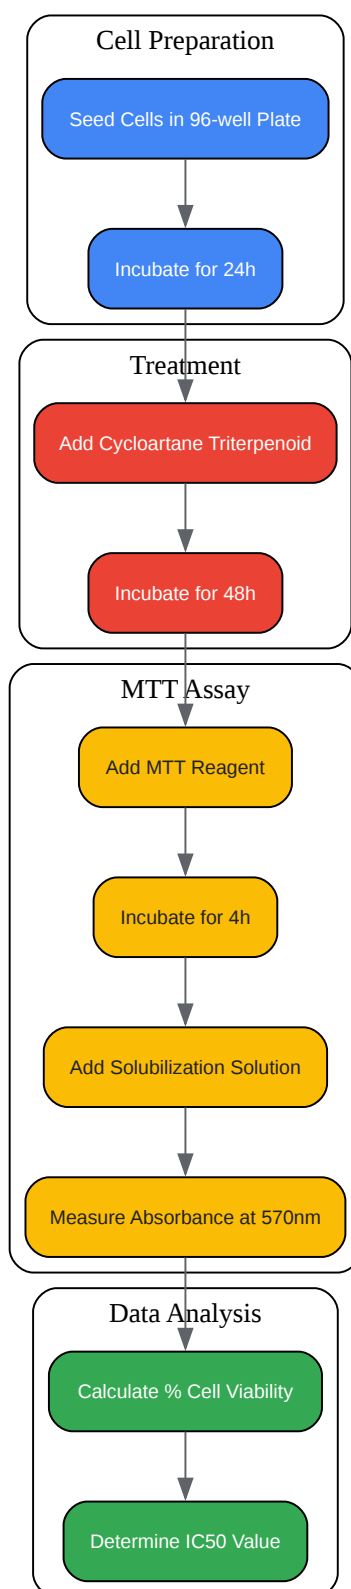 Cell Preparation
Seed Cells in 96-well Plate
Incubate for 24h
Treatment
Add Cycloartane Triterpenoid
Incubate for 48h
MTT Assay
Add MTT Reagent
Incubate for 4h
Add Solubilization Solution
Measure Absorbance at 570nm
Data Analysis
Calculate % Cell Viability
Determine IC50 Value